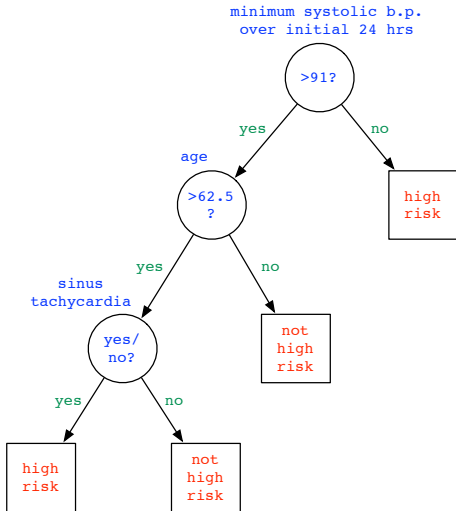 minimum systolic b.p.
over initial 24 hrs
>91?
yes
no
age
>62.5
?
high
risk
yes
no
sinus
tachycardia
yes/
no?
not
high
risk
yes
no
high
risk
not
high
risk